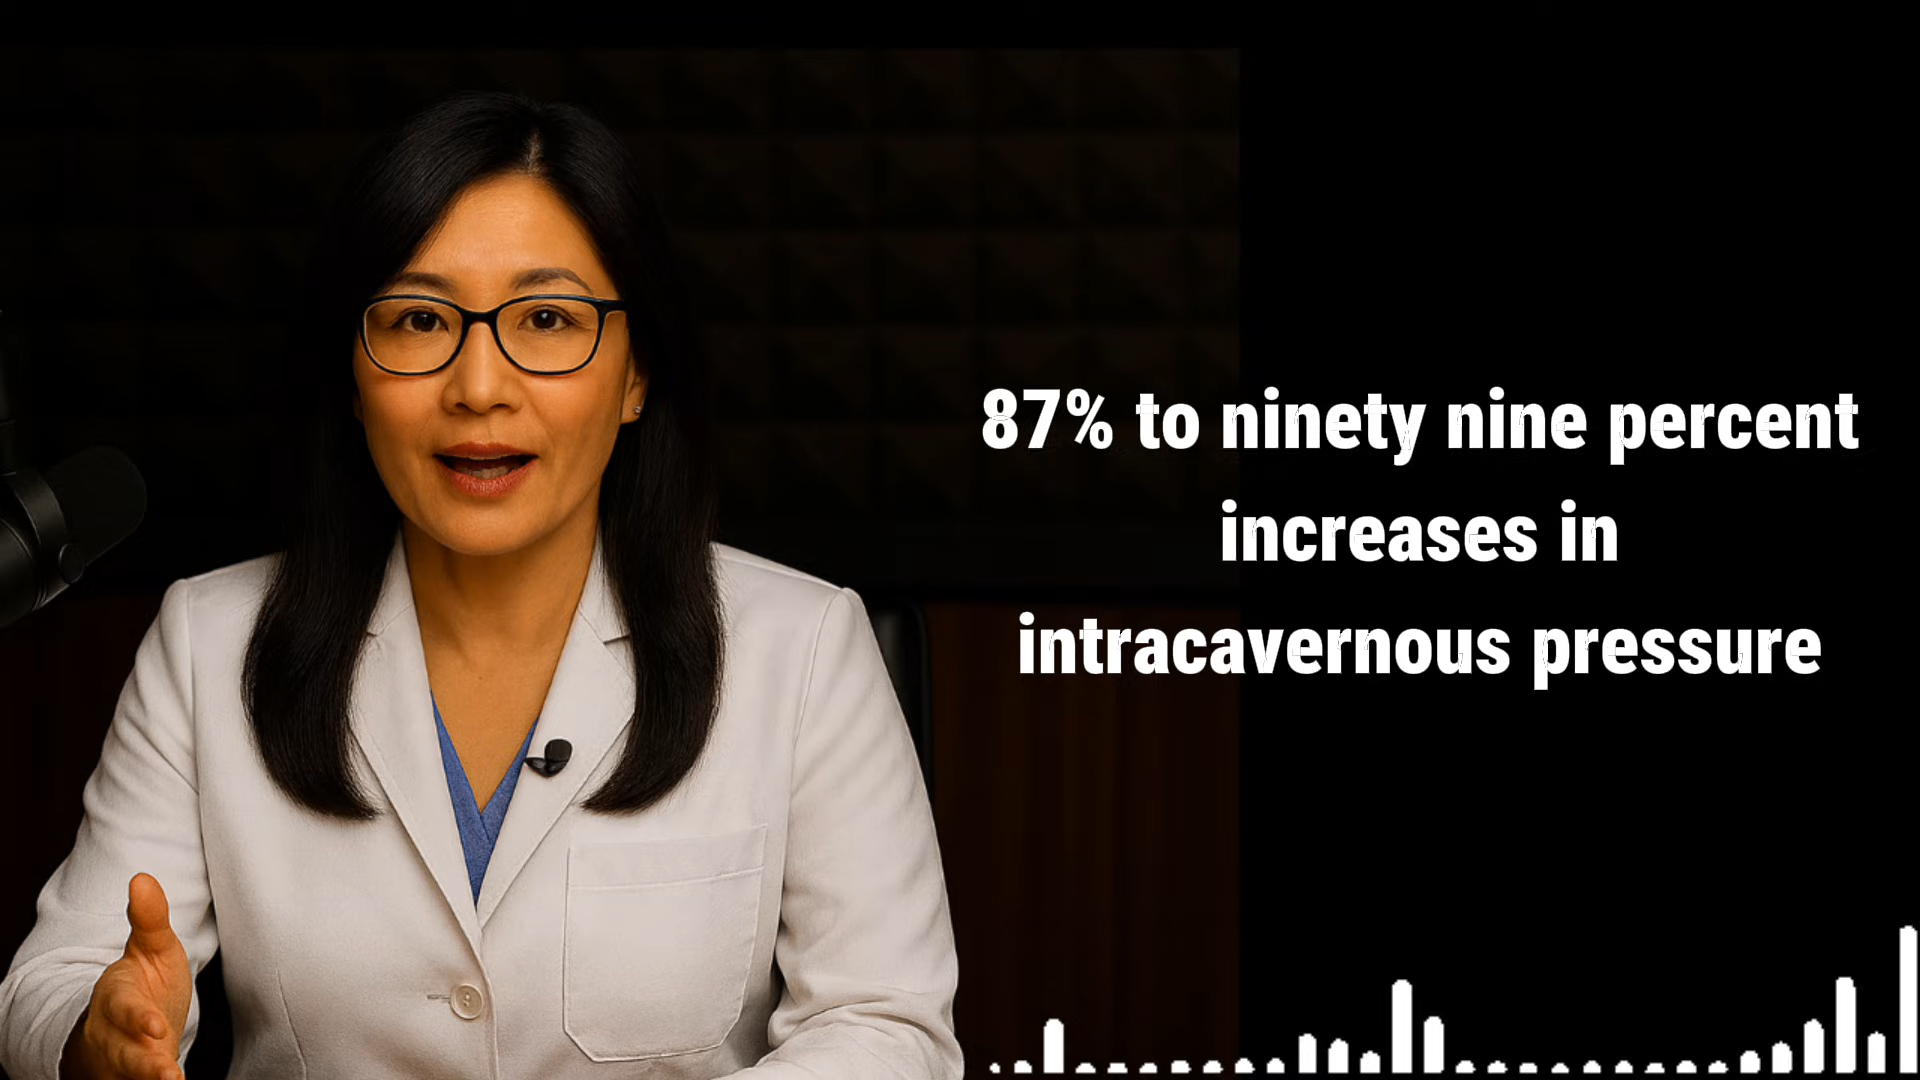 87% to ninety nine percent
increases in
intracavernous pressure